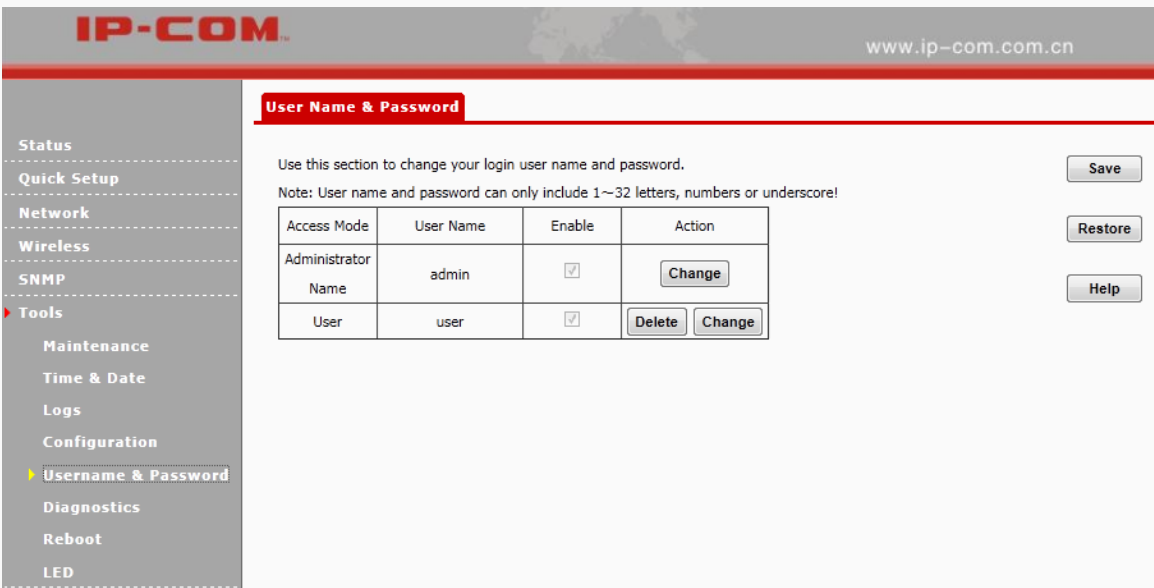 IP-COM
www.ip-com.com.cn
User Name & Password
Status
Quick Setup
Network
Wireless
SNMP
Tools
Maintenance
Time & Date
Logs
Configuration
Username & Password
Diagnostics
Reboot
LED
Use this section to change your login user name and password.
Note: User name and password can only include 1~32 letters, numbers or underscore!
Access Mode User Name Enable Action
Administrator Name admin Change
User user Delete Change
Save
Restore
Help